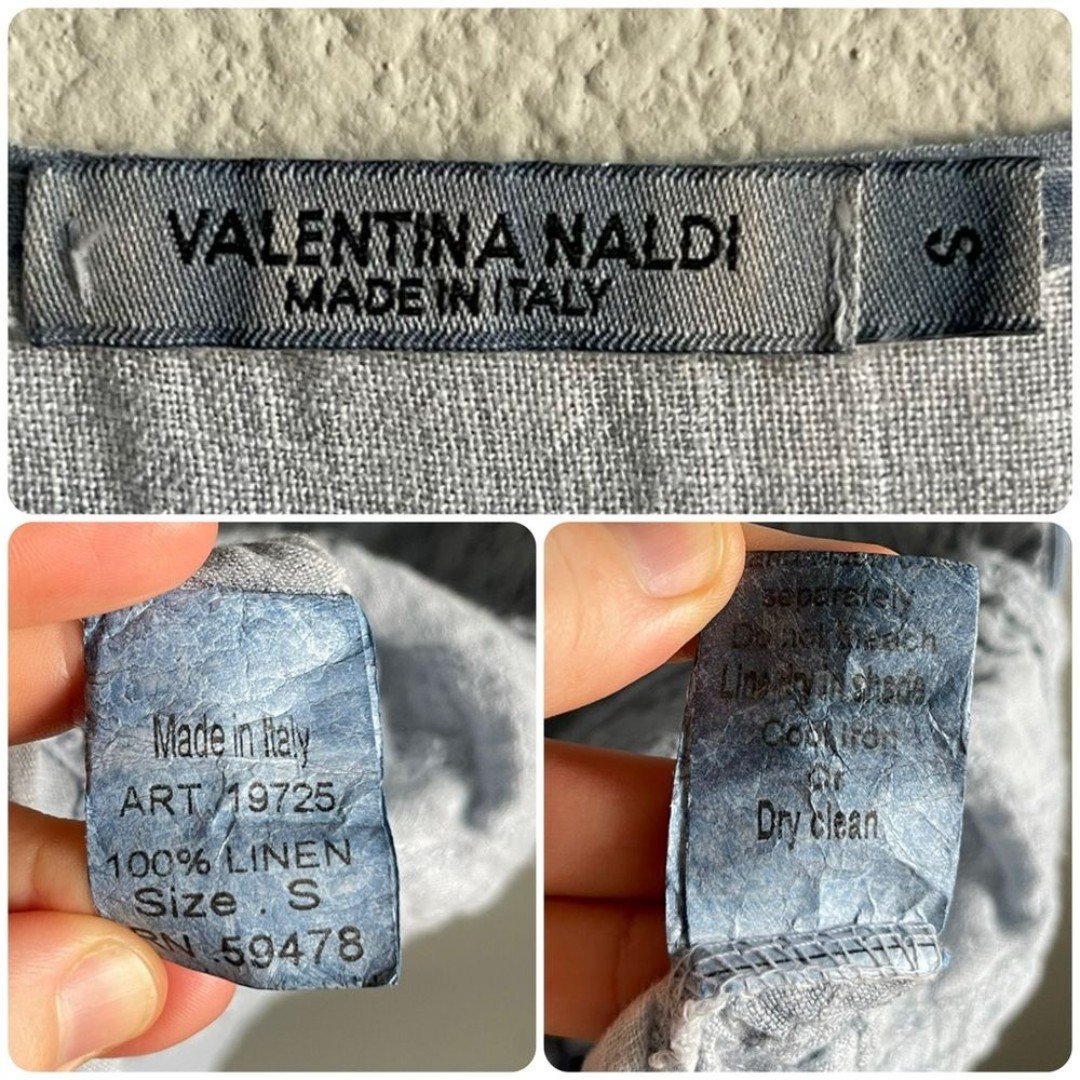 VALENTINA NALDI
MADE IN ITALY
S
Made in Italy
ART. 19725
100% LINEN
Size . S
RN .59478
separately
Do not bleach
Line dry in shade
Cool iron
Or
Dry clean